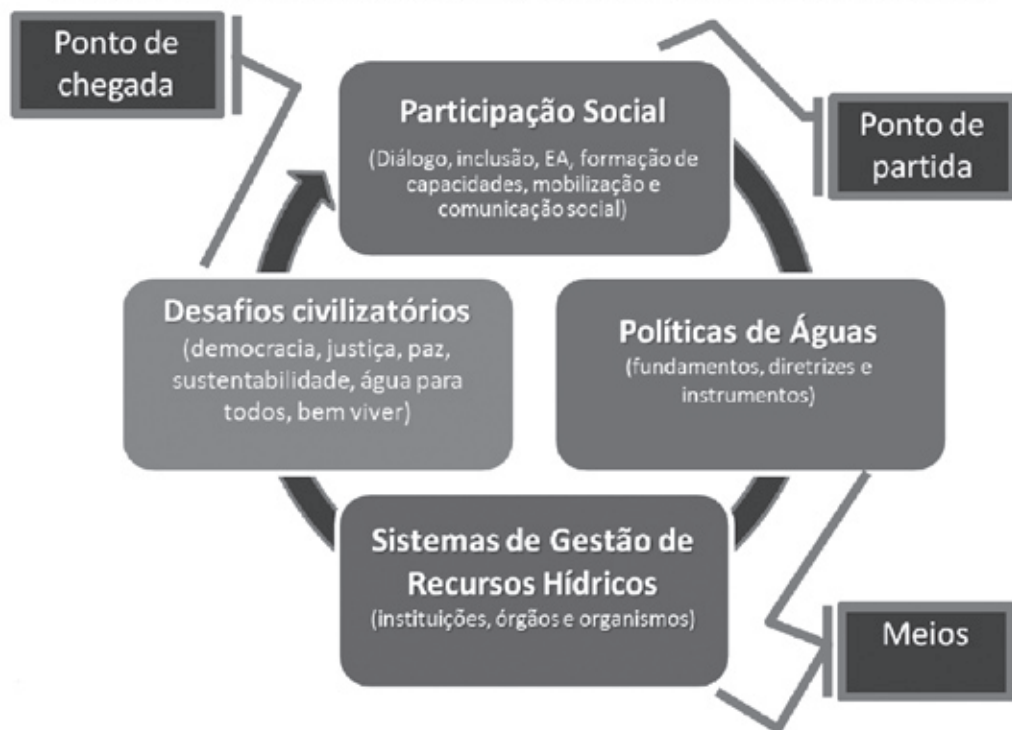 Ponto de
chegada
Participação Social
(Diálogo, inclusão, EA, formação de
capacidades, mobilização e
comunicação social)
Ponto de
partida
Desafios civilizatórios
(democracia, justiça, paz,
sustentabilidade, água para
todos, bem viver)
Políticas de Águas
(fundamentos, diretrizes e
instrumentos)
Sistemas de Gestão de
Recursos Hídricos
(instituições, órgãos e organismos)
Meios